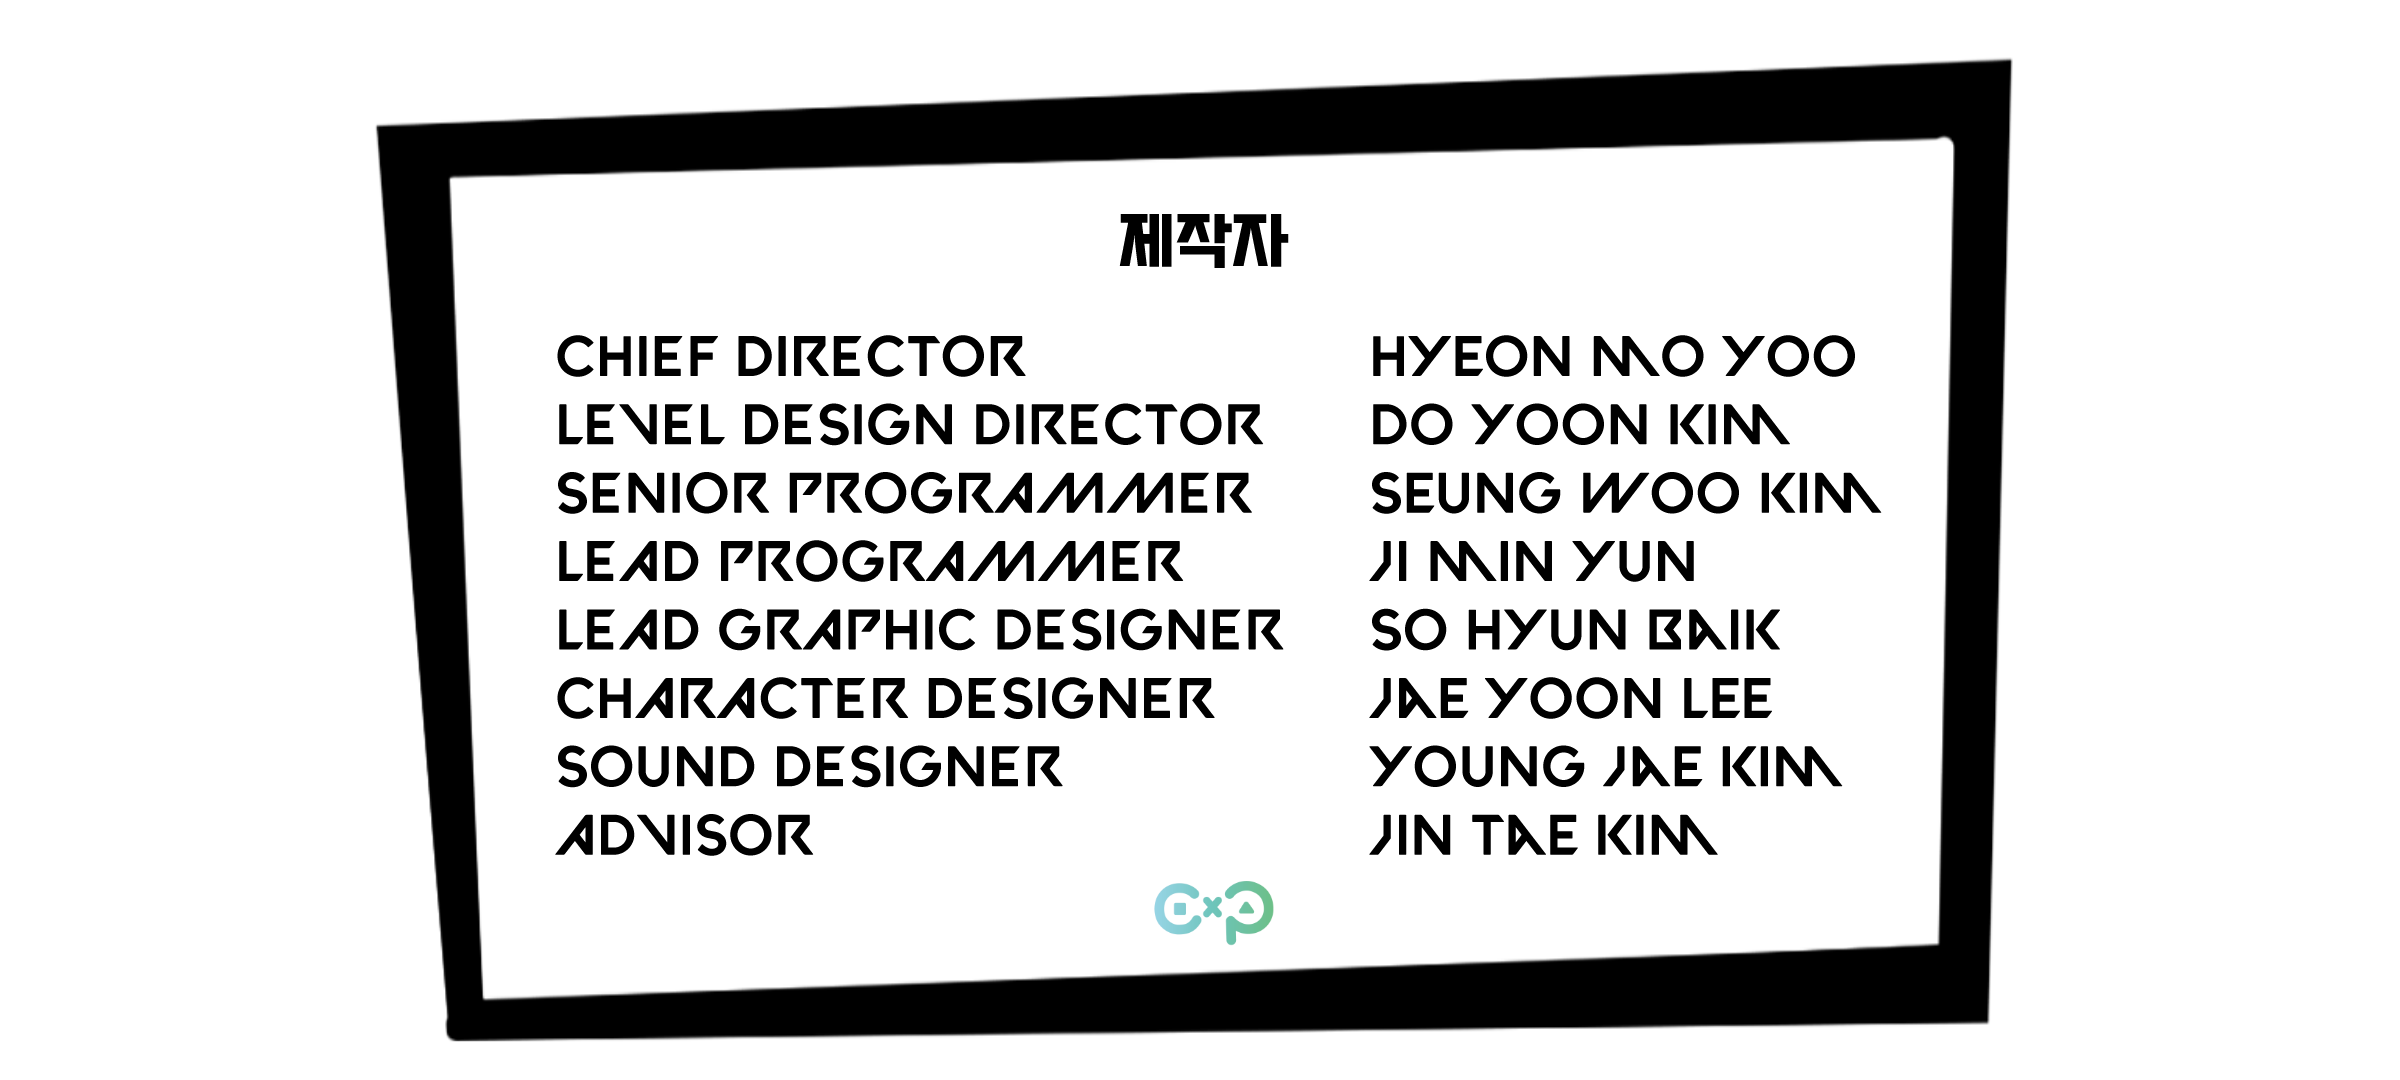 제작자
CHIEF DIRECTOR HYEON MO YOO
LEVEL DESIGN DIRECTOR DO YOON KIM
SENIOR PROGRAMMER SEUNG WOO KIM
LEAD PROGRAMMER JI MIN YUN
LEAD GRAPHIC DESIGNER SO HYUN BAIK
CHARACTER DESIGNER JAE YOON LEE
SOUND DESIGNER YOUNG JAE KIM
ADVISOR JIN TAE KIM
C×P